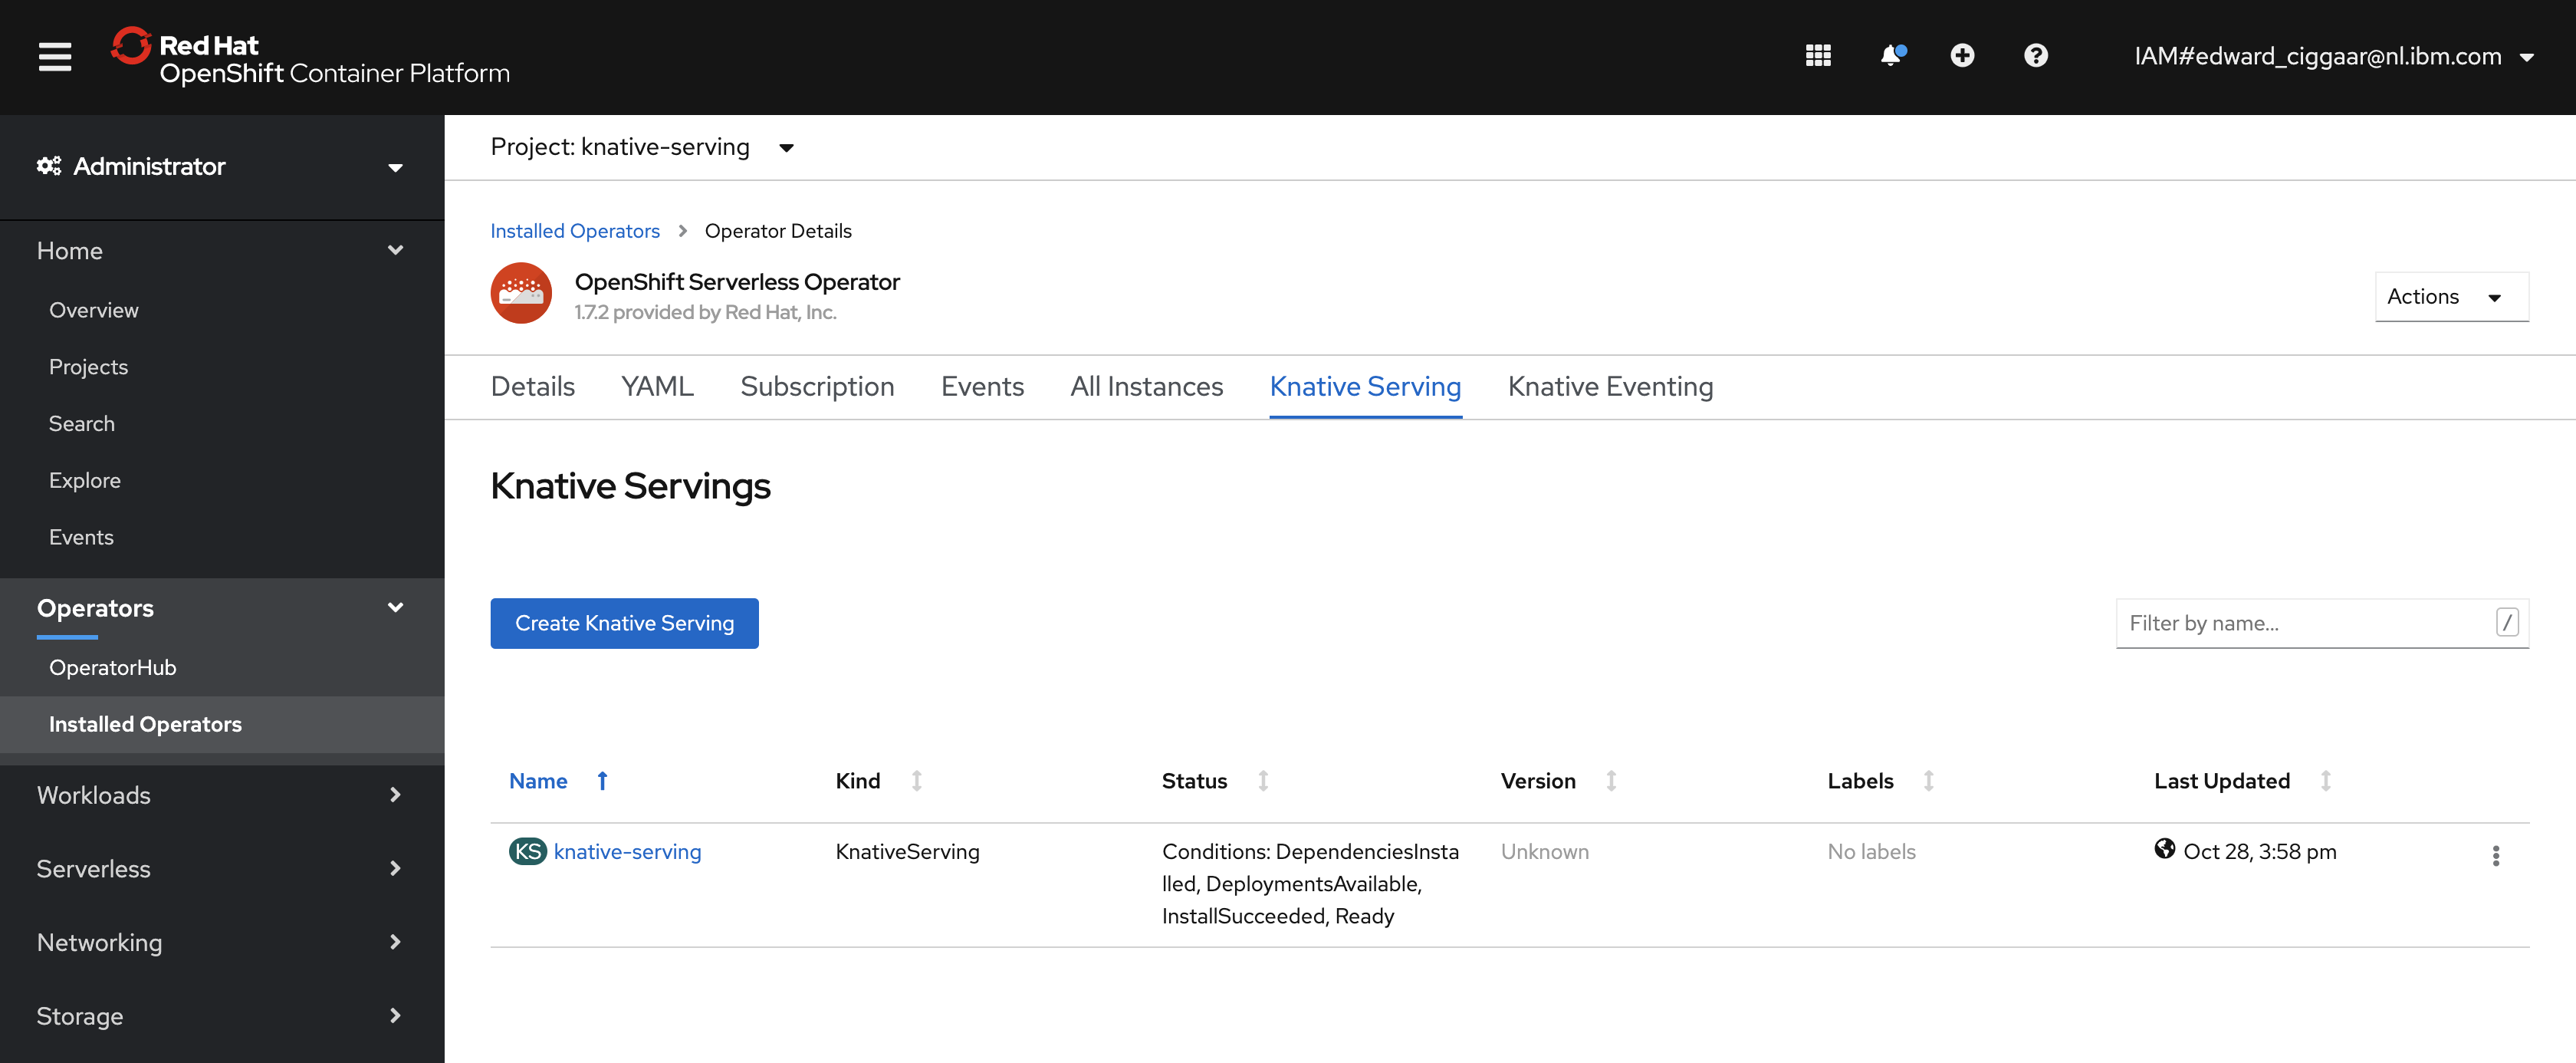 Red Hat
OpenShift Container Platform
IAM#edward_ciggaar@nl.ibm.com
Administrator
Home
Overview
Projects
Search
Explore
Events
Operators
OperatorHub
Installed Operators
Workloads
Serverless
Networking
Storage
Project: knative-serving
Installed Operators > Operator Details
OpenShift Serverless Operator
1.7.2 provided by Red Hat, Inc.
Actions
Details YAML Subscription Events All Instances Knative Serving Knative Eventing
Knative Servings
Create Knative Serving
Filter by name... /
Name Kind Status Version Labels Last Updated
KS knative-serving KnativeServing Conditions: DependenciesInsta Unknown No labels Oct 28, 3:58 pm
lled, DeploymentsAvailable,
InstallSucceeded, Ready